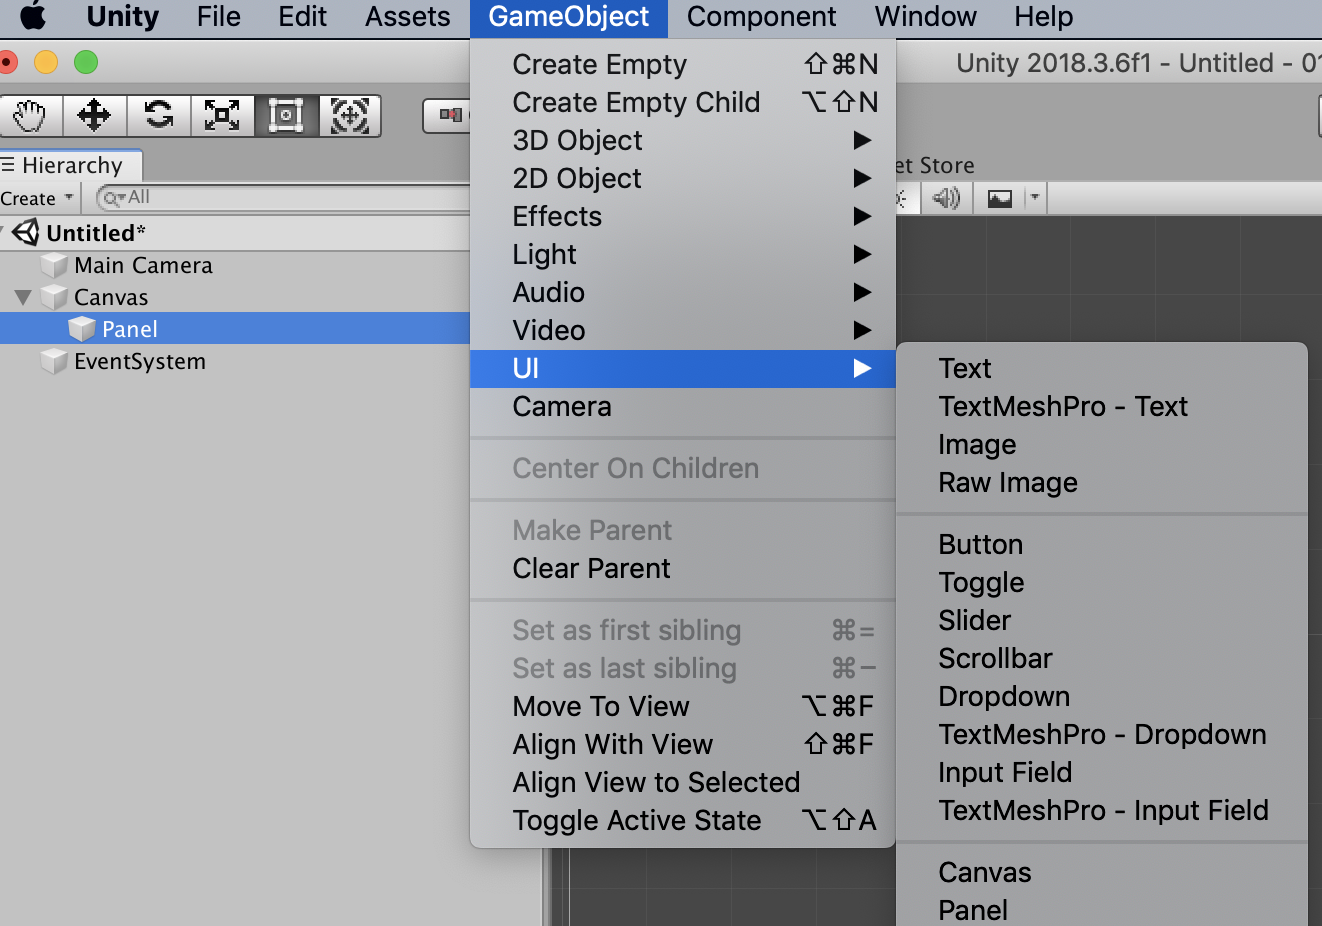 Unity File Edit Assets GameObject Component Window Help
Unity 2018.3.6f1 - Untitled - 01
Hierarchy
Create
All
Untitled*
Main Camera
Canvas
Panel
EventSystem
Create Empty ⇧⌘N
Create Empty Child ⌥⇧N
3D Object
2D Object
Effects
Light
Audio
Video
UI
Camera
Center On Children
Make Parent
Clear Parent
Set as first sibling ⌘=
Set as last sibling ⌘−
Move To View ⌥⌘F
Align With View ⇧⌘F
Align View to Selected
Toggle Active State ⌥⇧A
et Store
Text
TextMeshPro - Text
Image
Raw Image
Button
Toggle
Slider
Scrollbar
Dropdown
TextMeshPro - Dropdown
Input Field
TextMeshPro - Input Field
Canvas
Panel